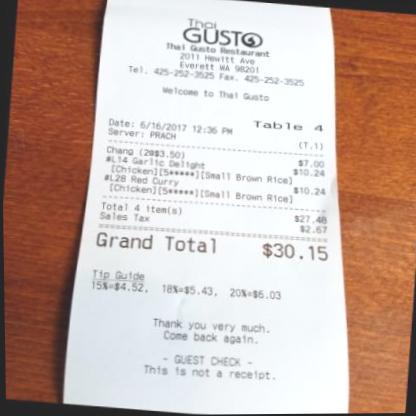 Thai
GUSTO
Thai Gusto Restaurant
2011 Hewitt Ave
Everett WA 98201
Tel. 425-252-3525 Fax. 425-252-3525
Welcome to Thai Gusto
Date: 6/16/2017 12:36 PM Table 4
Server: PRACH (T.1)
Chang (2@$3.50) $7.00
#L14 Garlic Delight $10.24
[Chicken][5*****][Small Brown Rice]
#L28 Red Curry $10.24
[Chicken][5*****][Small Brown Rice]
Total 4 item(s) $27.48
Sales Tax $2.67
Grand Total $30.15
Tip Guide
15%=$4.52, 18%=$5.43, 20%=$6.03
Thank you very much.
Come back again.
- GUEST CHECK -
This is not a receipt.